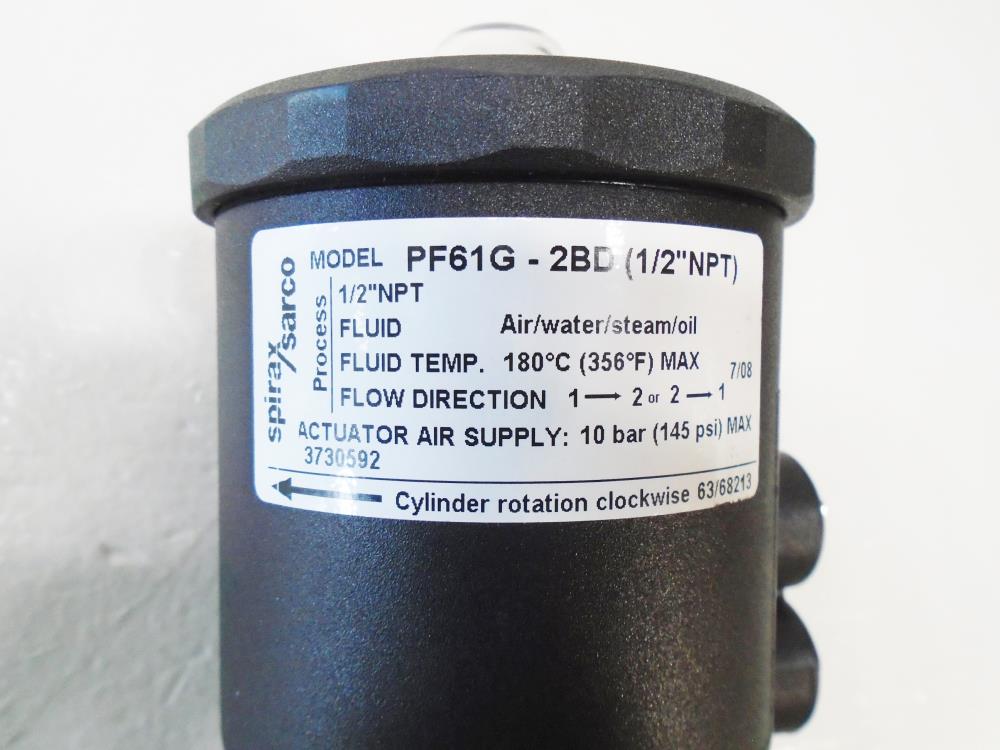 spirax
/sarco
MODEL PF61G - 2BD (1/2"NPT)
Process
1/2"NPT
FLUID Air/water/steam/oil
FLUID TEMP. 180°C (356°F) MAX
7/08
FLOW DIRECTION 1 → 2 or 2 → 1
ACTUATOR AIR SUPPLY: 10 bar (145 psi) MAX
3730592
← Cylinder rotation clockwise 63/68213